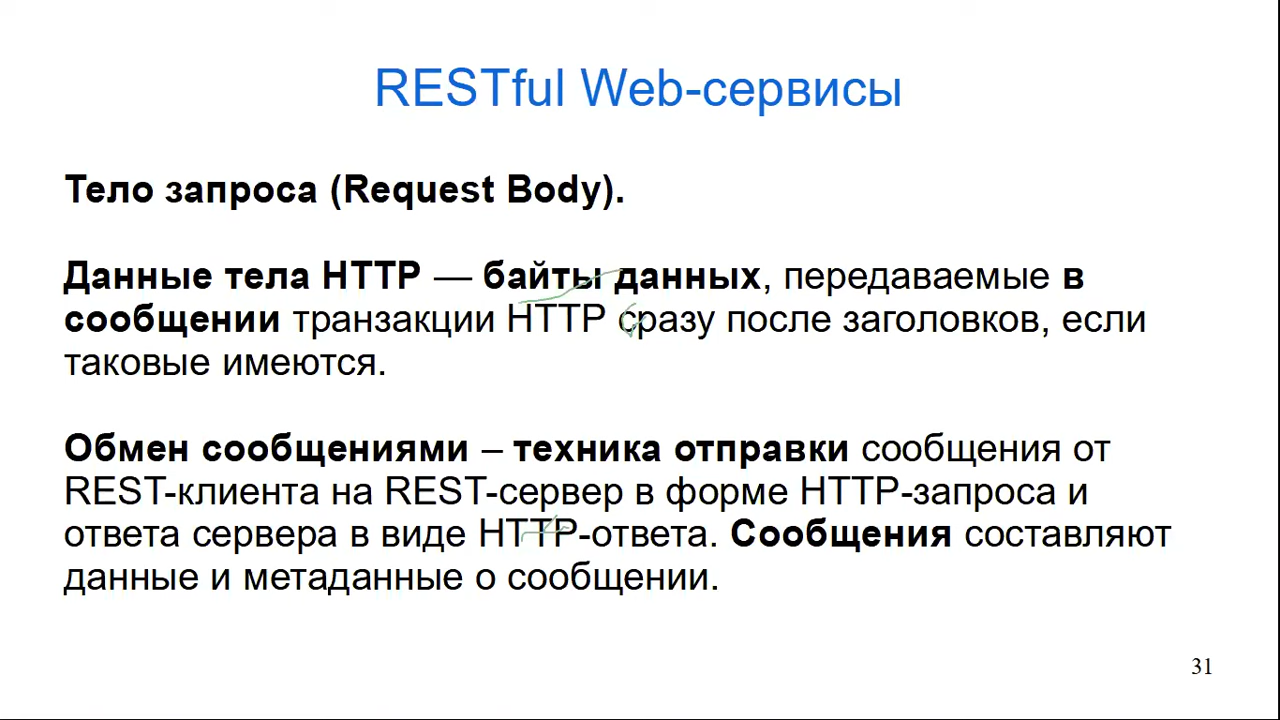 RESTful Web-сервисы
Тело запроса (Request Body).
Данные тела HTTP — байты данных, передаваемые в
сообщении транзакции HTTP сразу после заголовков, если
таковые имеются.
Обмен сообщениями – техника отправки сообщения от
REST-клиента на REST-сервер в форме HTTP-запроса и
ответа сервера в виде HTTP-ответа. Сообщения составляют
данные и метаданные о сообщении.
31